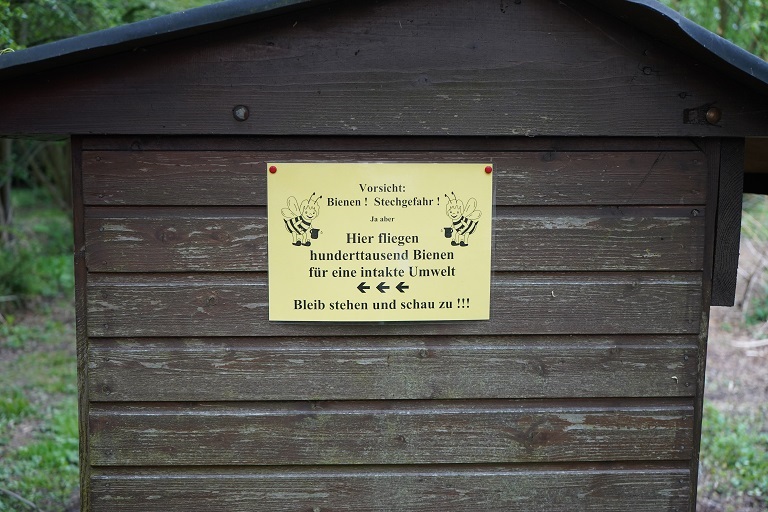 Vorsicht:
Bienen ! Stechgefahr !
Ja aber
Hier fliegen
hunderttausend Bienen
für eine intakte Umwelt
←←←
Bleib stehen und schau zu !!!